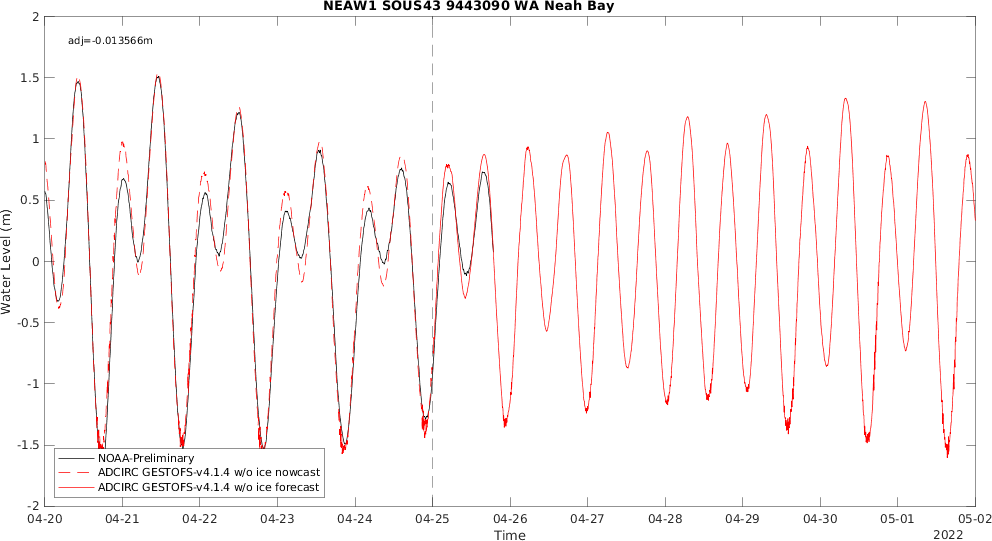 NEAW1 SOUS43 9443090 WA Neah Bay
adj=-0.013566m
Water Level (m)
2
1.5
1
0.5
0
-0.5
-1
-1.5
-2
NOAA-Preliminary
ADCIRC GESTOFS-v4.1.4 w/o ice nowcast
ADCIRC GESTOFS-v4.1.4 w/o ice forecast
04-20 04-21 04-22 04-23 04-24 04-25 04-26 04-27 04-28 04-29 04-30 05-01 05-02
Time
2022